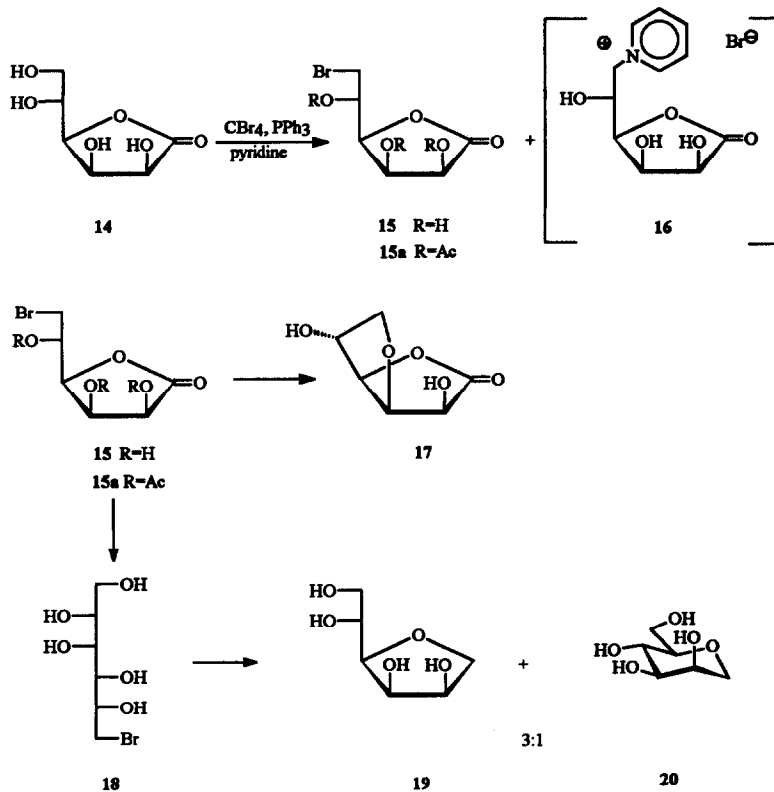 HO
HO
O
O
OH HO
14
CBr4, PPh3
pyridine
Br
RO
O
O
OR RO
15 R=H
15a R=Ac
+
⊕
N
Br⊖
HO
O
O
OH HO
16
Br
RO
O
O
OR RO
15 R=H
15a R=Ac
HO
O
O
HO
O
17
OH
HO
HO
OH
OH
Br
18
HO
HO
O
OH HO
19
+
3:1
OH
HO
HO
HO
O
20